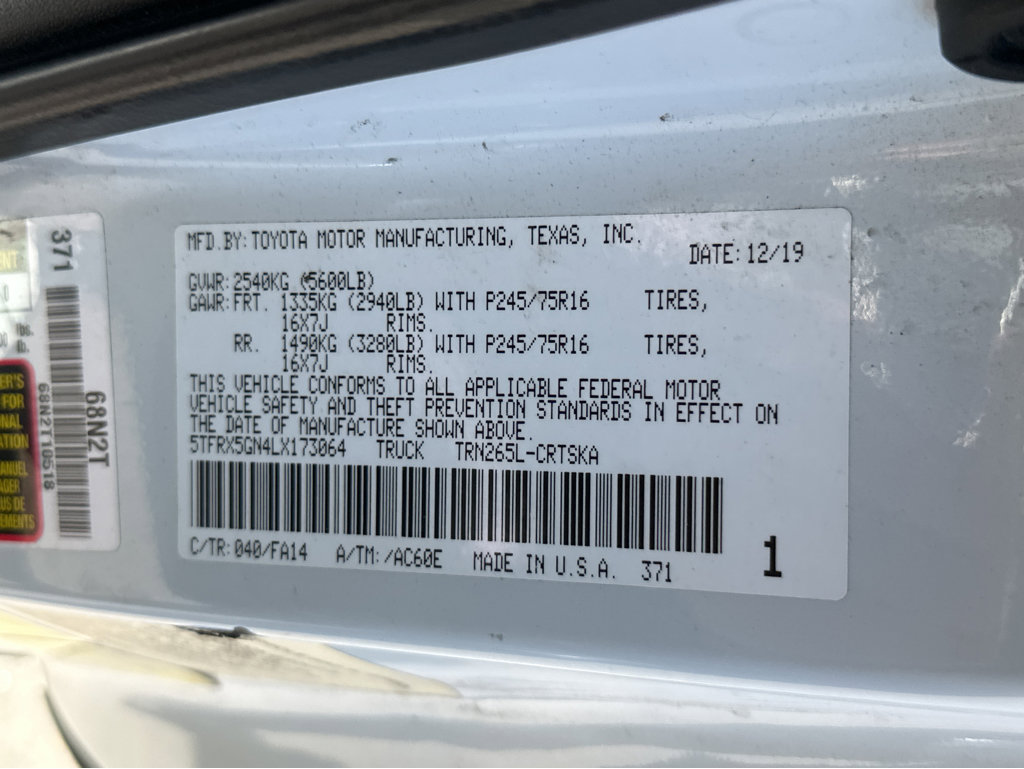 MFD.BY: TOYOTA MOTOR MANUFACTURING, TEXAS, INC.
DATE: 12/19
GVWR: 2540KG (5600LB)
GAWR: FRT. 1335KG (2940LB) WITH P245/75R16 TIRES,
16X7J RIMS.
RR. 1490KG (3280LB) WITH P245/75R16 TIRES,
16X7J RIMS.
THIS VEHICLE CONFORMS TO ALL APPLICABLE FEDERAL MOTOR
VEHICLE SAFETY AND THEFT PREVENTION STANDARDS IN EFFECT ON
THE DATE OF MANUFACTURE SHOWN ABOVE.
5TFRX5GN4LX173064 TRUCK TRN265L-CRTSKA
C/TR: 040/FA14 A/TM: /AC60E MADE IN U.S.A. 371
1
371
68N2T
68N2T10518
lbs.
FOR